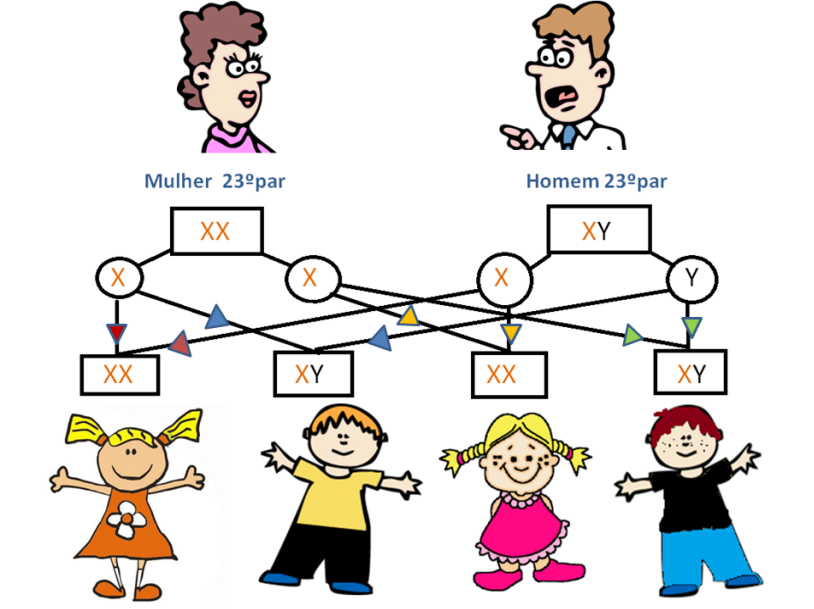 Mulher 23ºpar
Homem 23ºpar
XX
XY
X
X
X
Y
XX
XY
XX
XY